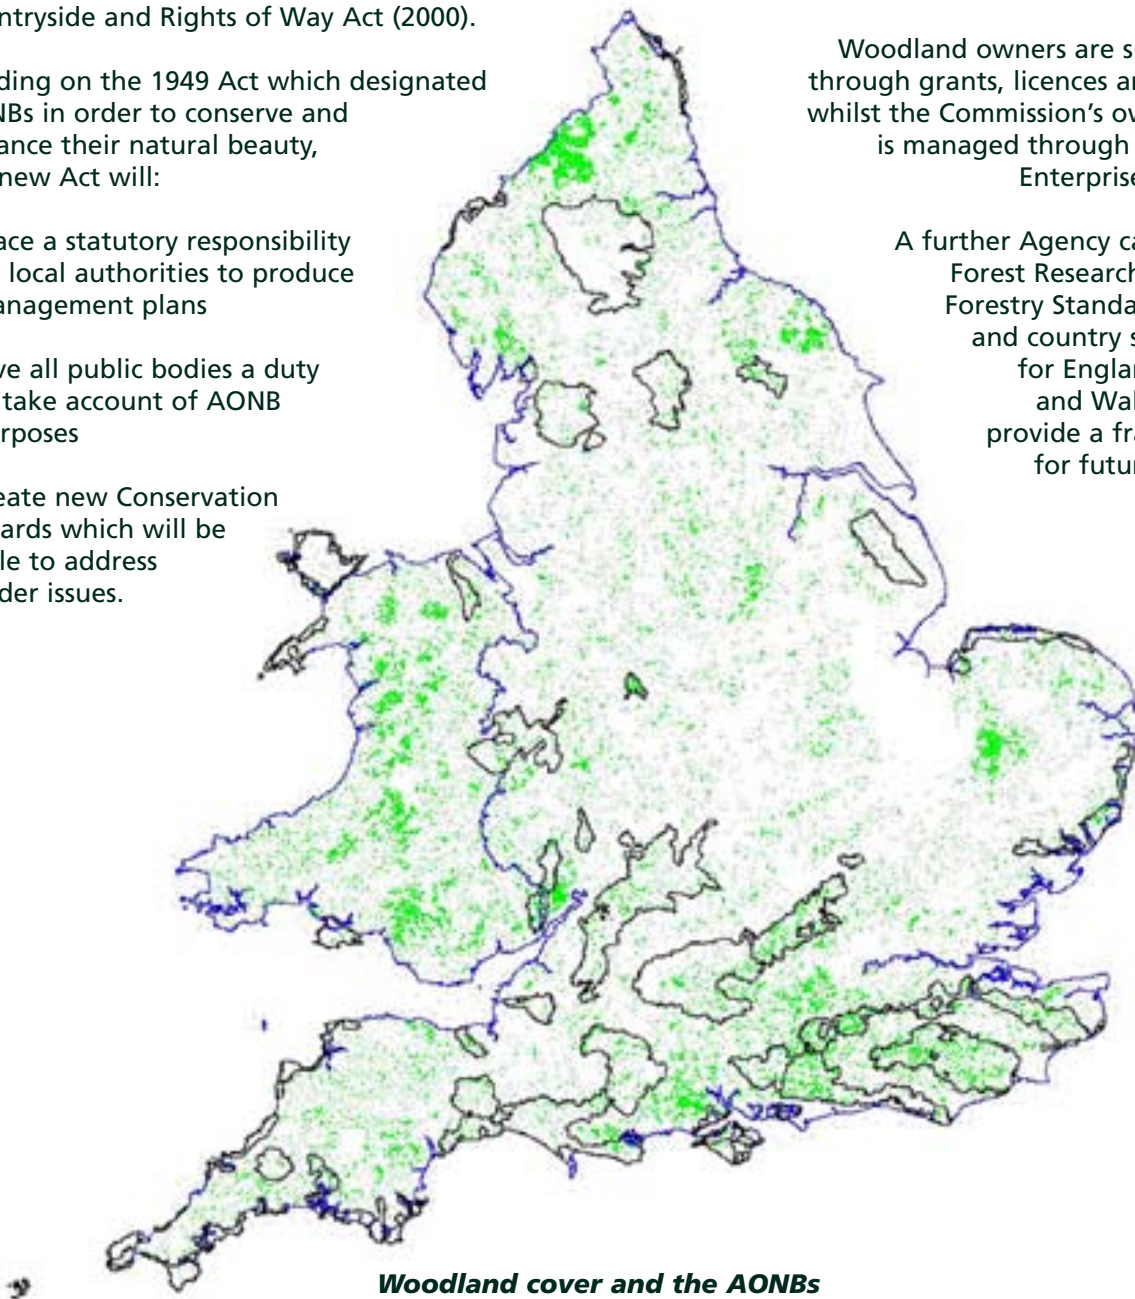 ntryside and Rights of Way Act (2000).
ding on the 1949 Act which designated
NBs in order to conserve and
ance their natural beauty,
new Act will:
ace a statutory responsibility
local authorities to produce
anagement plans
ve all public bodies a duty
take account of AONB
rposes
eate new Conservation
ards which will be
le to address
der issues.
Woodland owners are s
through grants, licences a
whilst the Commission's ow
is managed through
Enterprise
A further Agency ca
Forest Research
Forestry Standa
and country s
for Englan
and Wal
provide a fra
for futur
Woodland cover and the AONBs